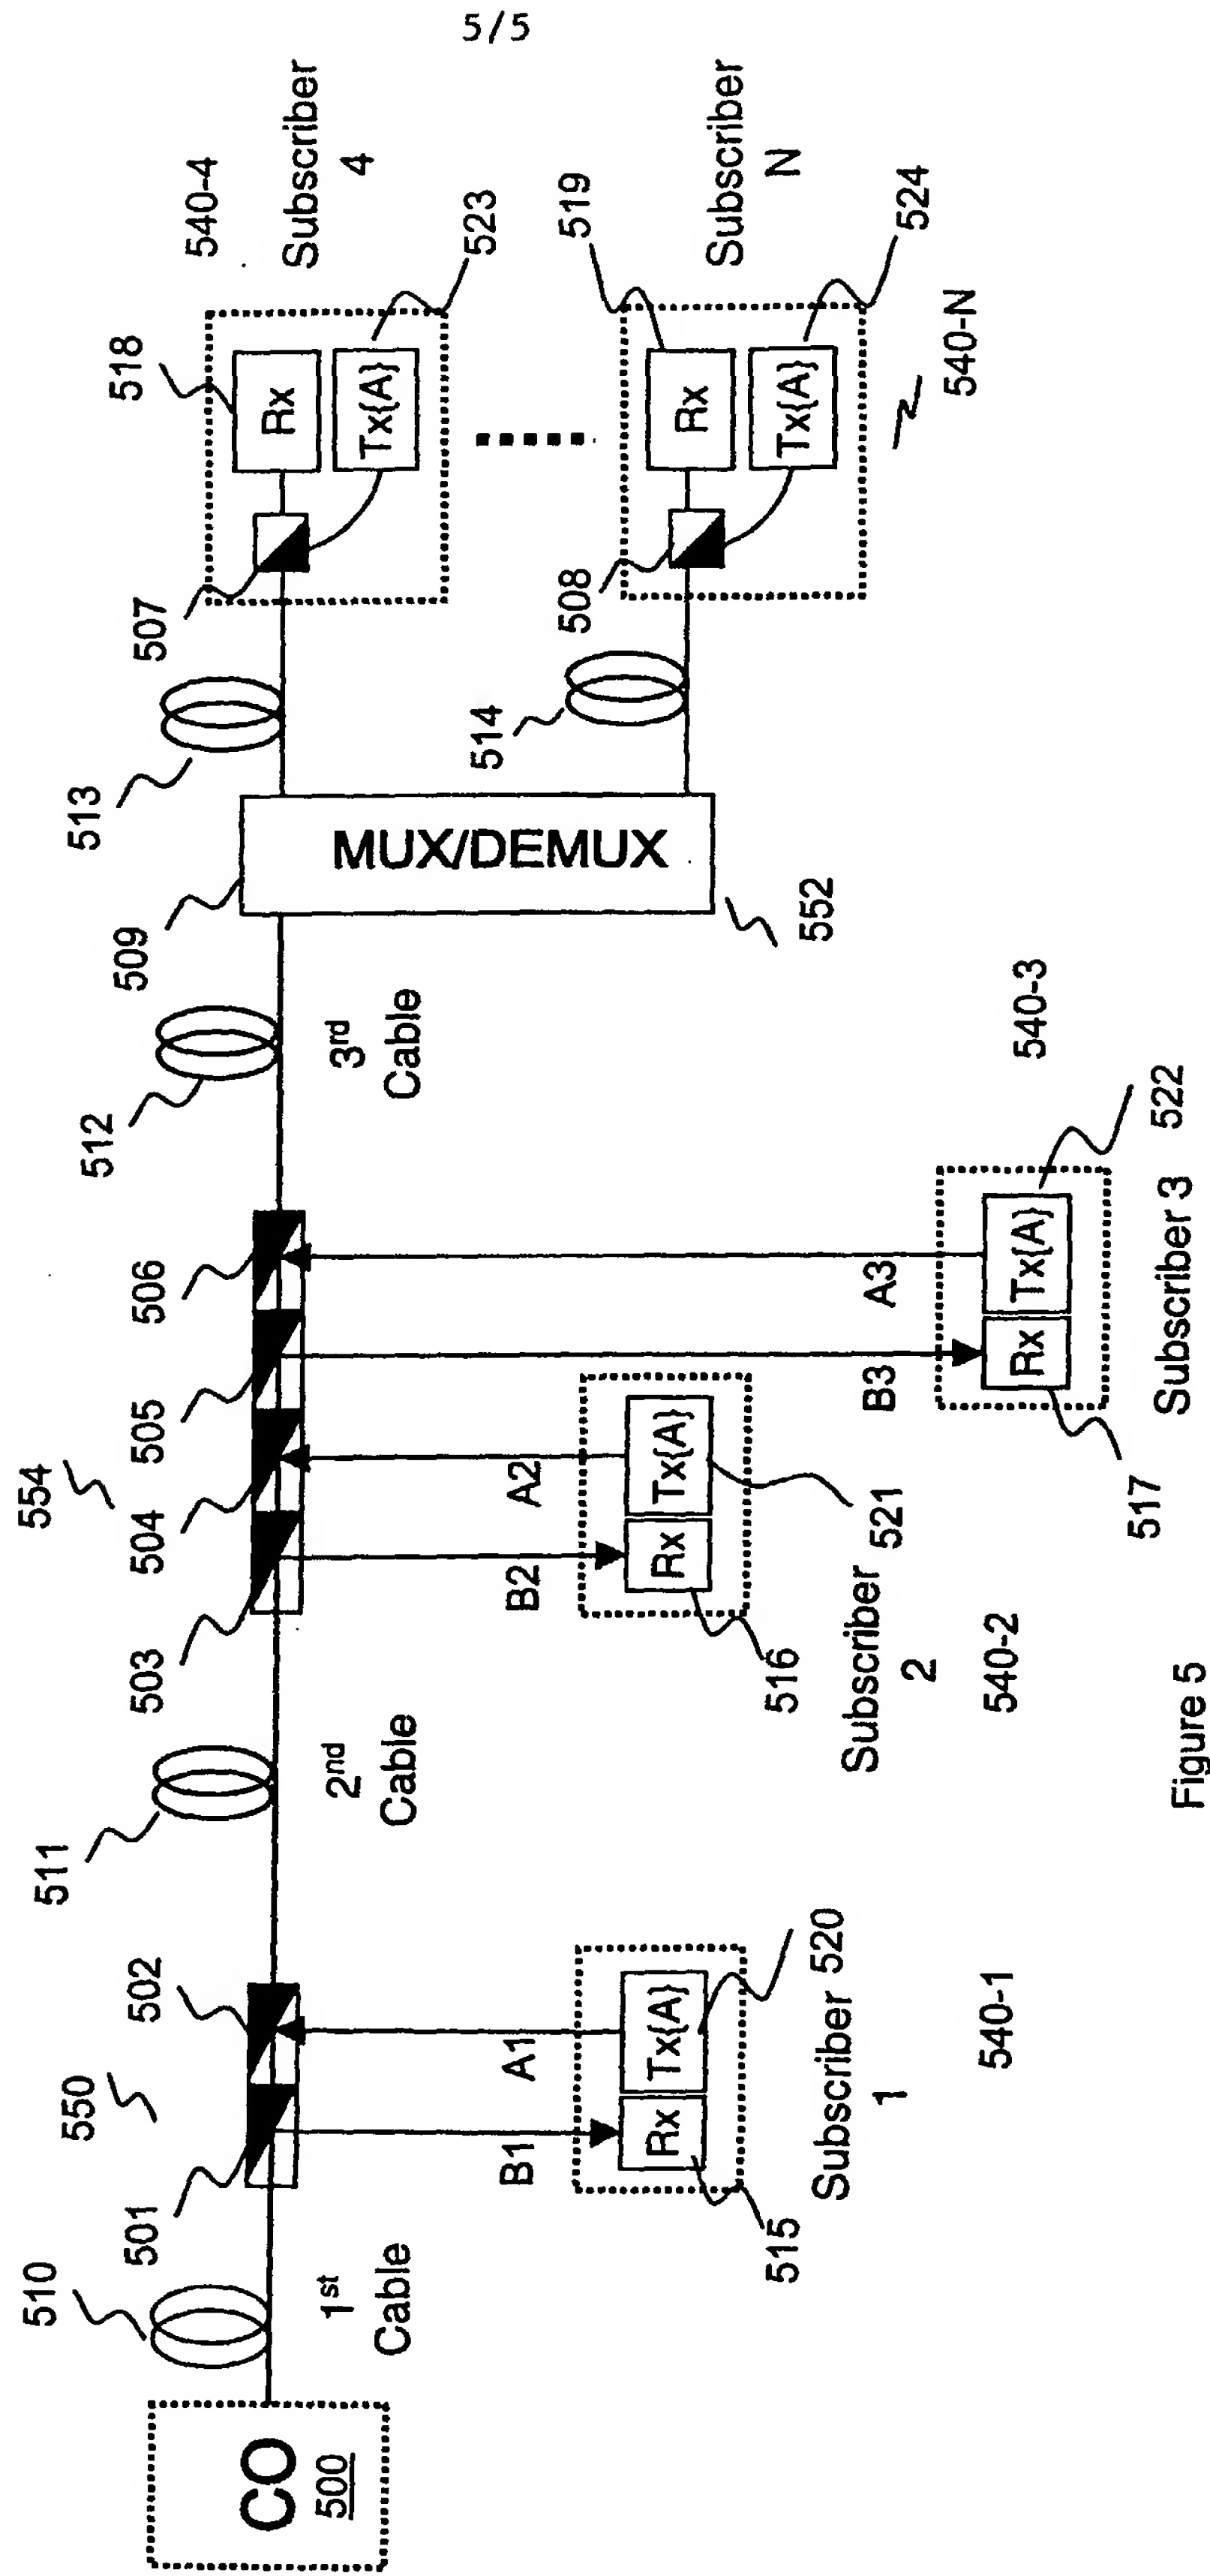 5/5
CO
500
510
1st
Cable
550
501
502
B1
A1
Rx
Tx{A}
515
520
Subscriber
1
540-1
511
2nd
Cable
554
503
504
505
506
B2
A2
Rx
Tx{A}
516
521
Subscriber
2
540-2
B3
A3
Rx
Tx{A}
517
522
Subscriber 3
540-3
512
3rd
Cable
509
MUX/DEMUX
552
513
507
518
Rx
Tx{A}
523
540-4
Subscriber
4
514
508
519
Rx
Tx{A}
524
540-N
Subscriber
N
Figure 5